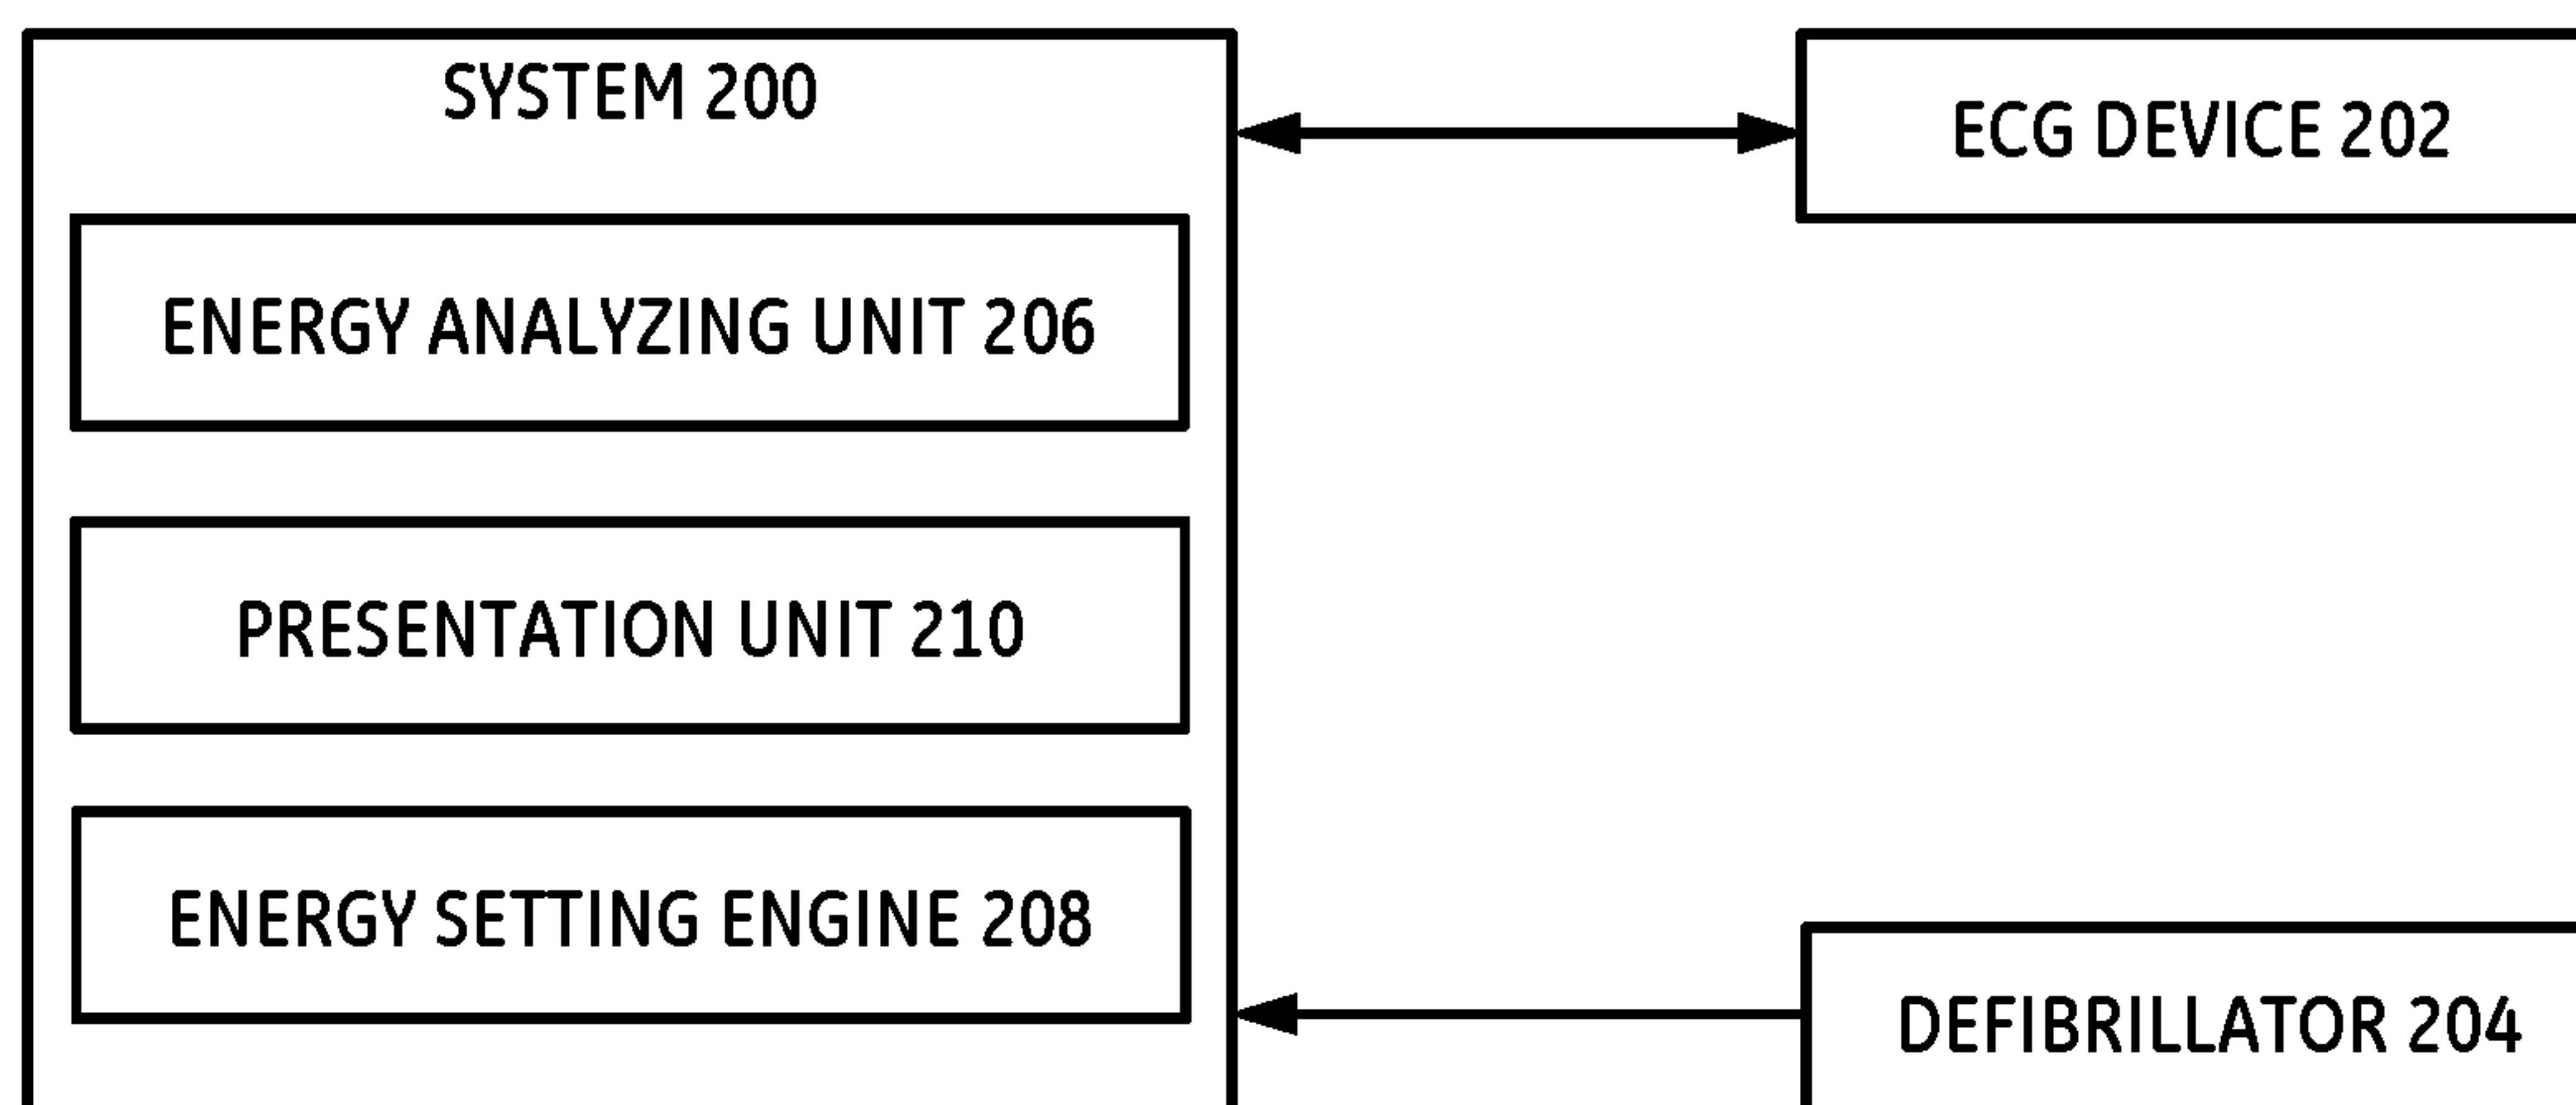 SYSTEM 200
ECG DEVICE 202
ENERGY ANALYZING UNIT 206
PRESENTATION UNIT 210
ENERGY SETTING ENGINE 208
DEFIBRILLATOR 204